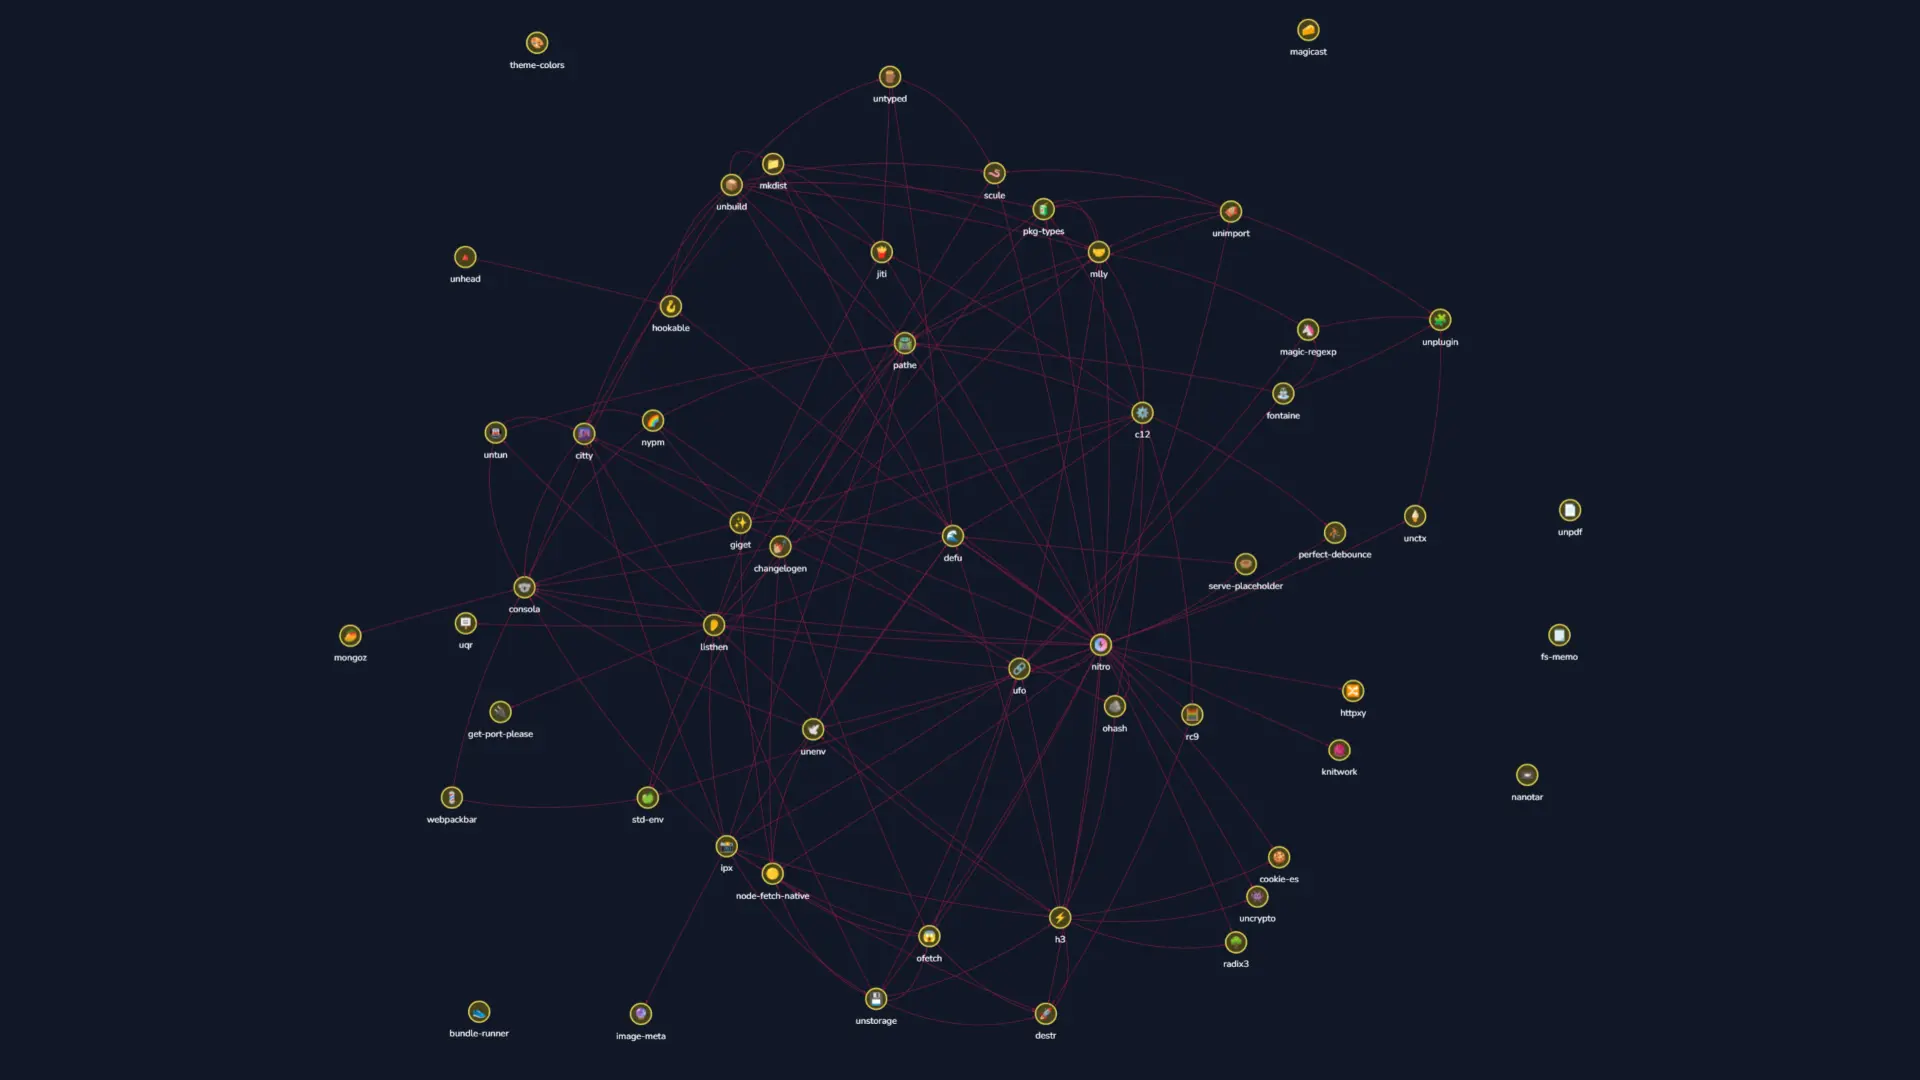 theme-colors
magicast
untyped
mkdist
scule
unbuild
pkg-types
unimport
jiti
mlly
unhead
hookable
unplugin
magic-regexp
pathe
fontaine
c12
nypm
untun
citty
unpdf
unctx
giget
perfect-debounce
defu
changelogen
serve-placeholder
consola
uqr
listhen
mongoz
fs-memo
nitro
ufo
httpxy
ohash
get-port-please
rc9
unenv
knitwork
nanotar
webpackbar
std-env
ipx
cookie-es
node-fetch-native
uncrypto
h3
ofetch
radix3
unstorage
bundle-runner
image-meta
destr